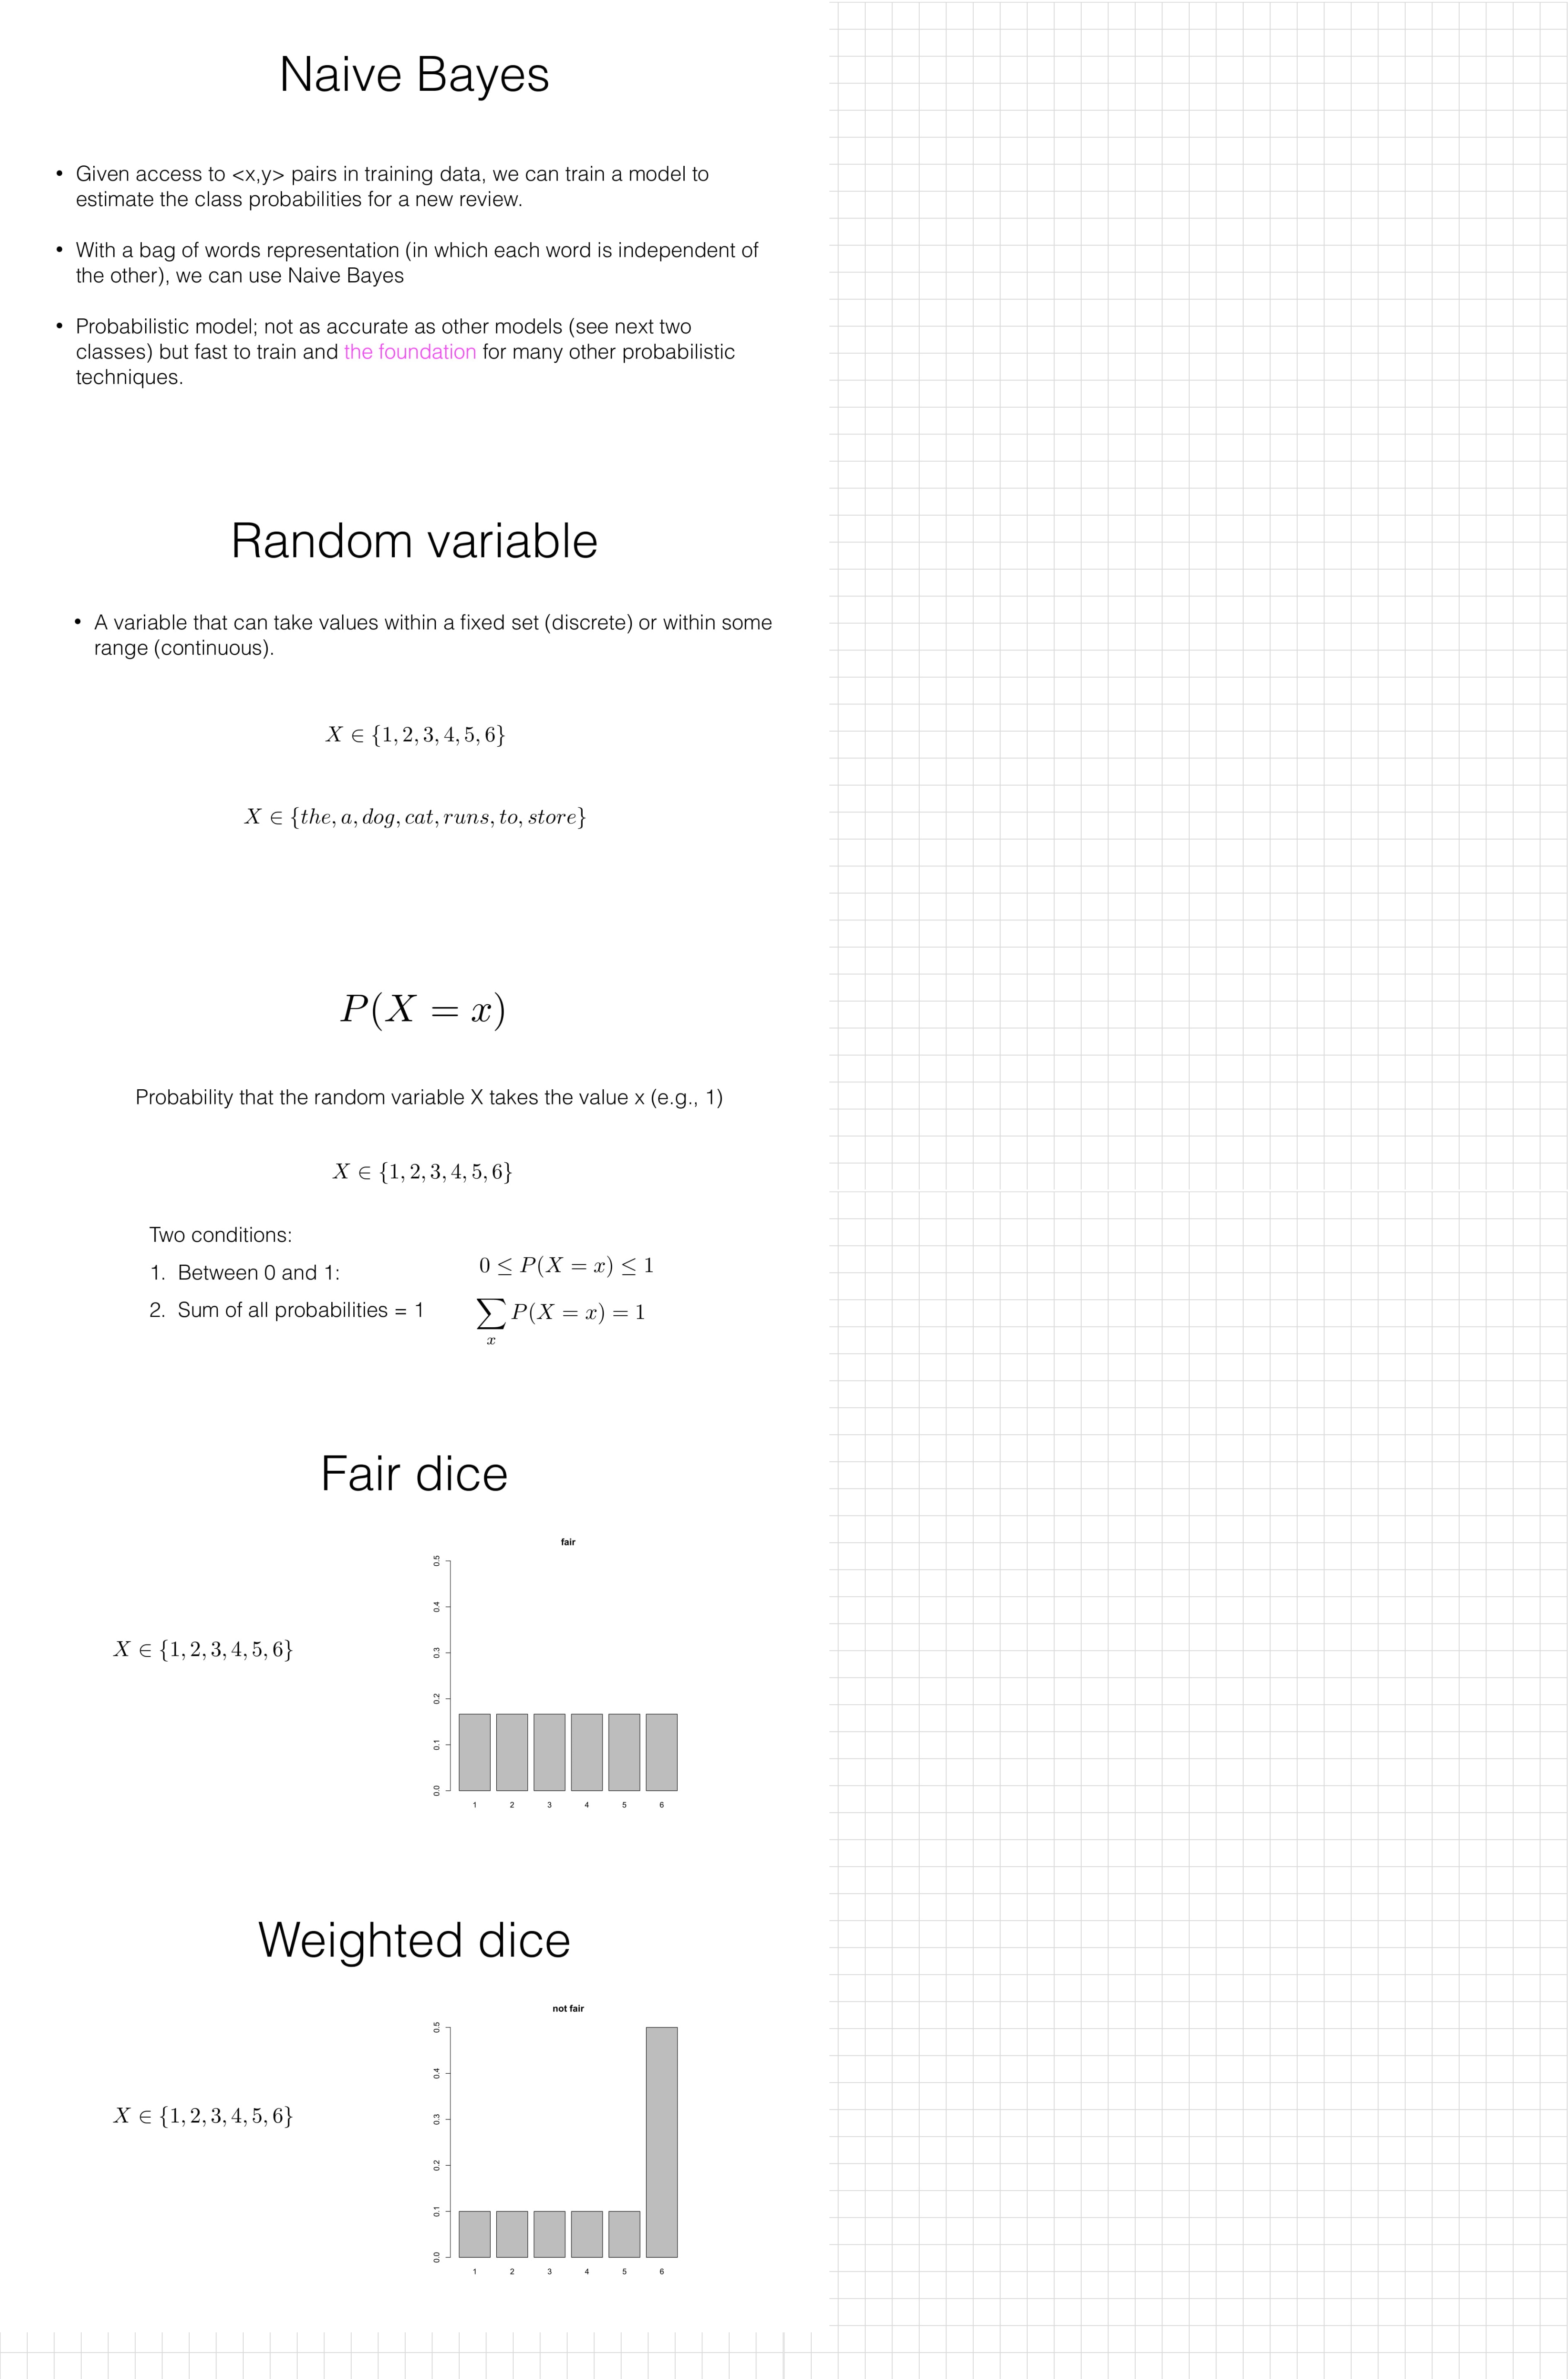 Naive Bayes
• Given access to <x,y> pairs in training data, we can train a model to
estimate the class probabilities for a new review.
• With a bag of words representation (in which each word is independent of
the other), we can use Naive Bayes
• Probabilistic model; not as accurate as other models (see next two
classes) but fast to train and the foundation for many other probabilistic
techniques.
Random variable
• A variable that can take values within a fixed set (discrete) or within some
range (continuous).
X ∈ {1, 2, 3, 4, 5, 6}
X ∈ {the, a, dog, cat, runs, to, store}
P(X = x)
Probability that the random variable X takes the value x (e.g., 1)
X ∈ {1, 2, 3, 4, 5, 6}
Two conditions:
1. Between 0 and 1: 0 ≤ P(X = x) ≤ 1
2. Sum of all probabilities = 1 ∑ P(X = x) = 1
x
Fair dice
fair
0.5
0.4
0.3
X ∈ {1, 2, 3, 4, 5, 6}
0.2
0.1
0.0
1 2 3 4 5 6
Weighted dice
not fair
0.5
0.4
0.3
X ∈ {1, 2, 3, 4, 5, 6}
0.2
0.1
0.0
1 2 3 4 5 6